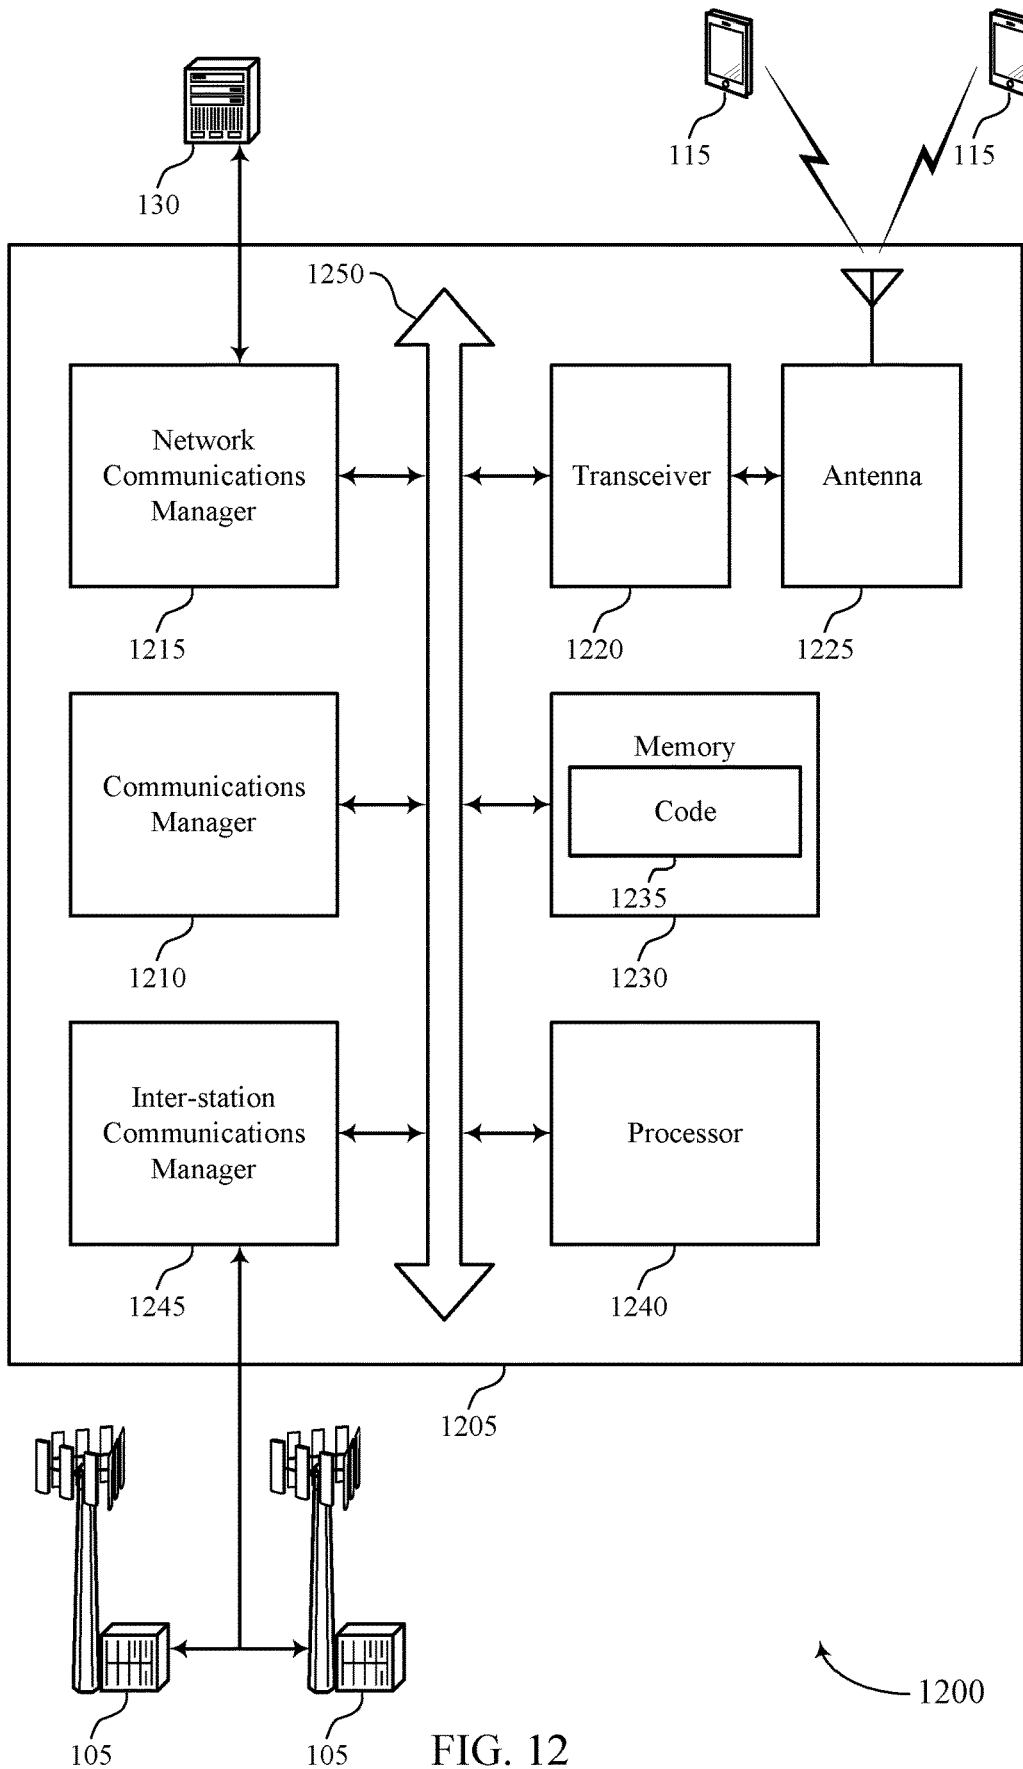 130
115
115
1250
Network
Communications
Manager
Transceiver
Antenna
1215
1220
1225
Communications
Manager
Memory
Code
1235
1210
1230
Inter-station
Communications
Manager
Processor
1245
1240
1205
1200
105
105
FIG. 12